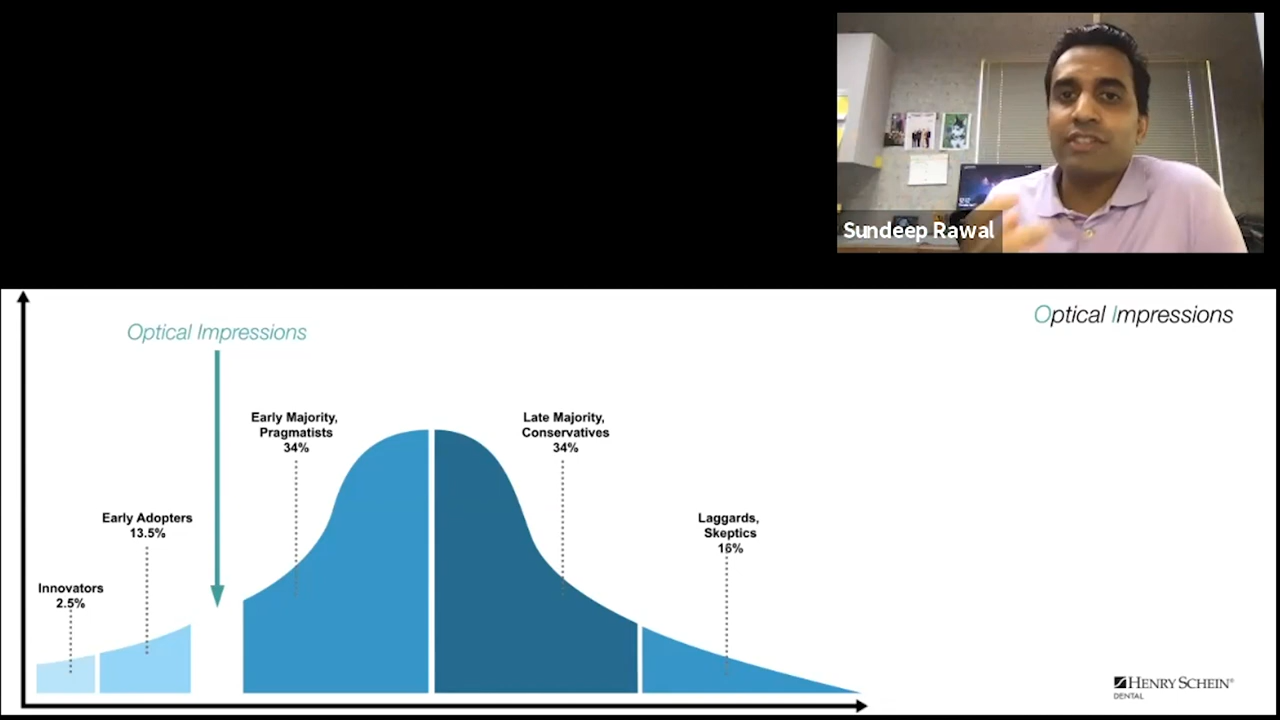 Sundeep Rawal
Optical Impressions
Optical Impressions
Early Majority,
Pragmatists
34%
Late Majority,
Conservatives
34%
Early Adopters
13.5%
Laggards,
Skeptics
16%
Innovators
2.5%
HENRY SCHEIN®
DENTAL